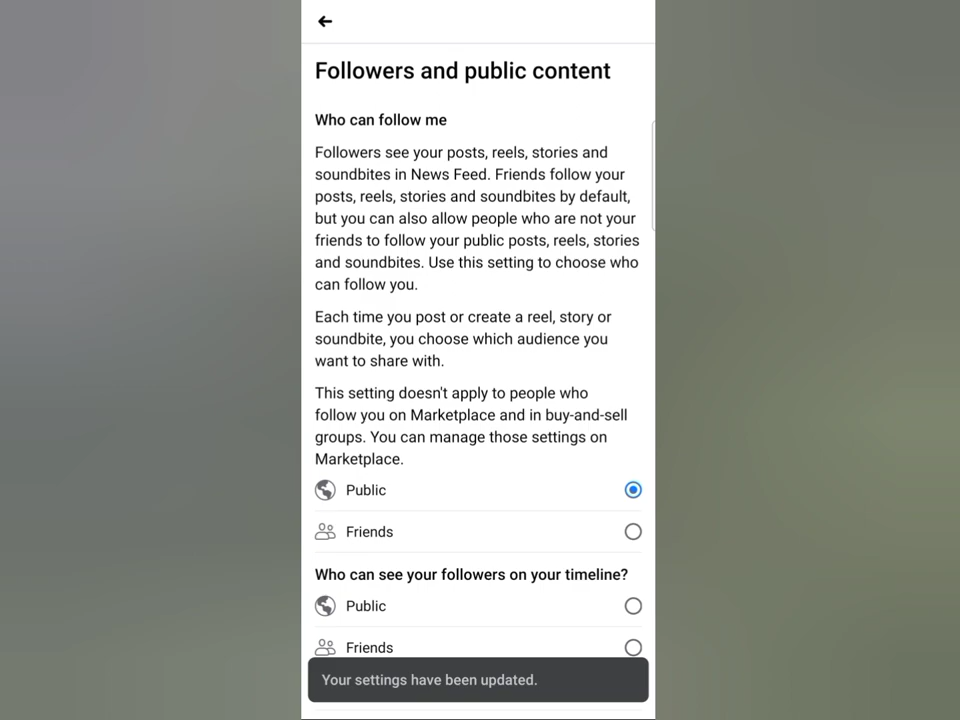 Followers and public content
Who can follow me
Followers see your posts, reels, stories and
soundbites in News Feed. Friends follow your
posts, reels, stories and soundbites by default,
but you can also allow people who are not your
friends to follow your public posts, reels, stories
and soundbites. Use this setting to choose who
can follow you.
Each time you post or create a reel, story or
soundbite, you choose which audience you
want to share with.
This setting doesn't apply to people who
follow you on Marketplace and in buy-and-sell
groups. You can manage those settings on
Marketplace.
Public
Friends
Who can see your followers on your timeline?
Public
Friends
Your settings have been updated.